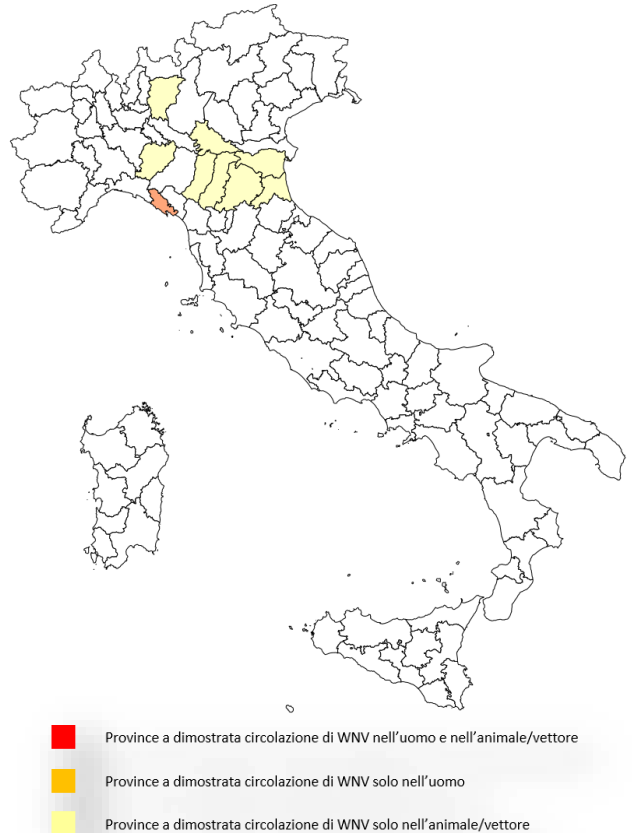 Province a dimostrata circolazione di WNV nell'uomo e nell'animale/vettore
Province a dimostrata circolazione di WNV solo nell'uomo
Province a dimostrata circolazione di WNV solo nell'animale/vettore